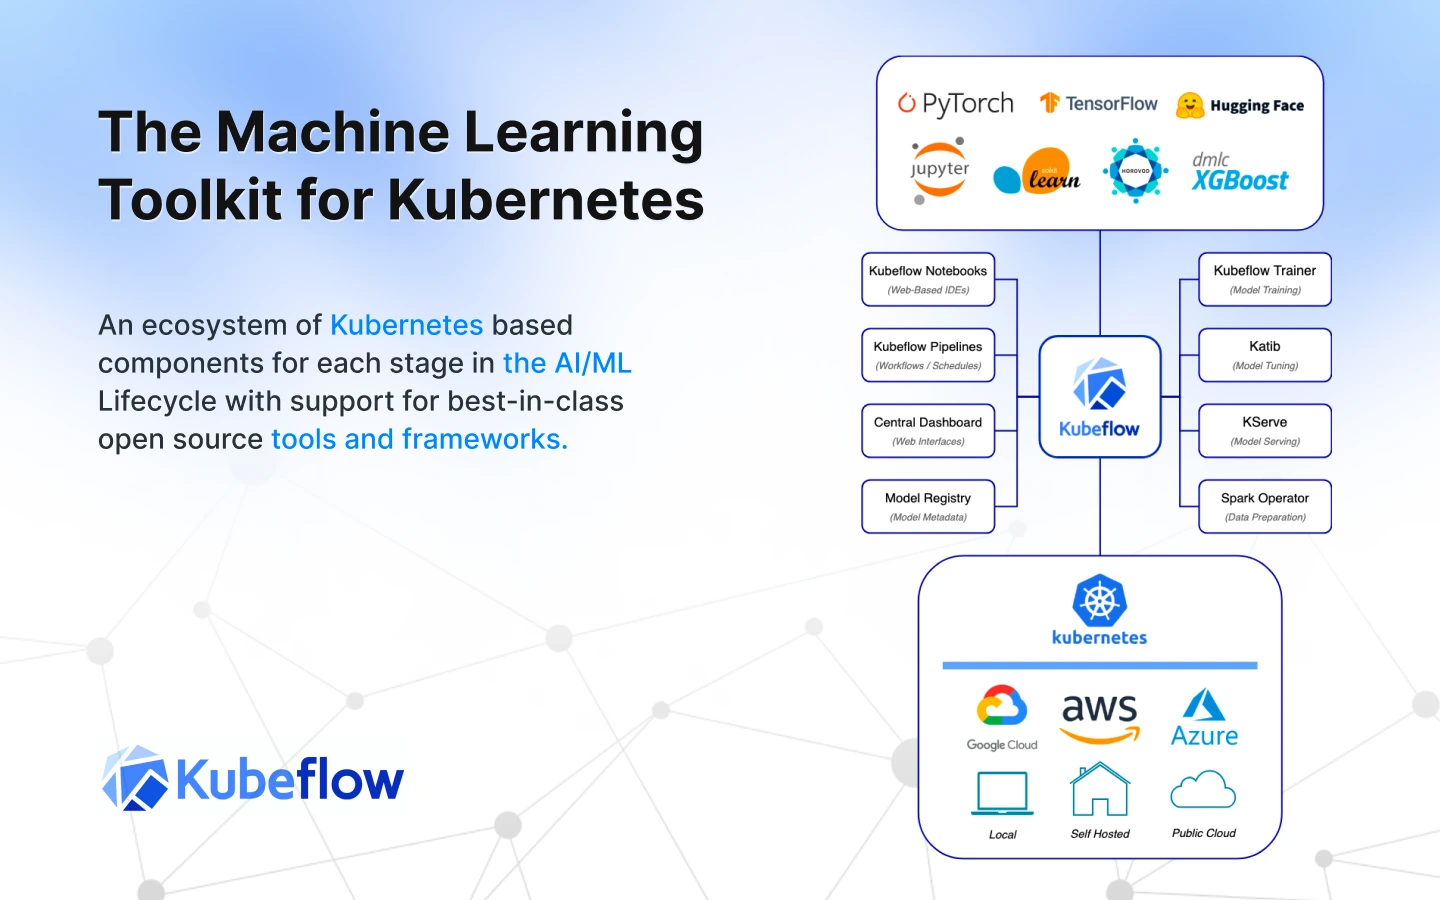 The Machine Learning
Toolkit for Kubernetes
An ecosystem of Kubernetes based
components for each stage in the AI/ML
Lifecycle with support for best-in-class
open source tools and frameworks.
Kubeflow
PyTorch
TensorFlow
Hugging Face
jupyter
scikit
learn
HOROVOD
dmlc
XGBoost
Kubeflow Notebooks
(Web-Based IDEs)
Kubeflow Pipelines
(Workflows / Schedules)
Central Dashboard
(Web Interfaces)
Model Registry
(Model Metadata)
Kubeflow
Kubeflow Trainer
(Model Training)
Katib
(Model Tuning)
KServe
(Model Serving)
Spark Operator
(Data Preparation)
kubernetes
Google Cloud
aws
Azure
Local
Self Hosted
Public Cloud